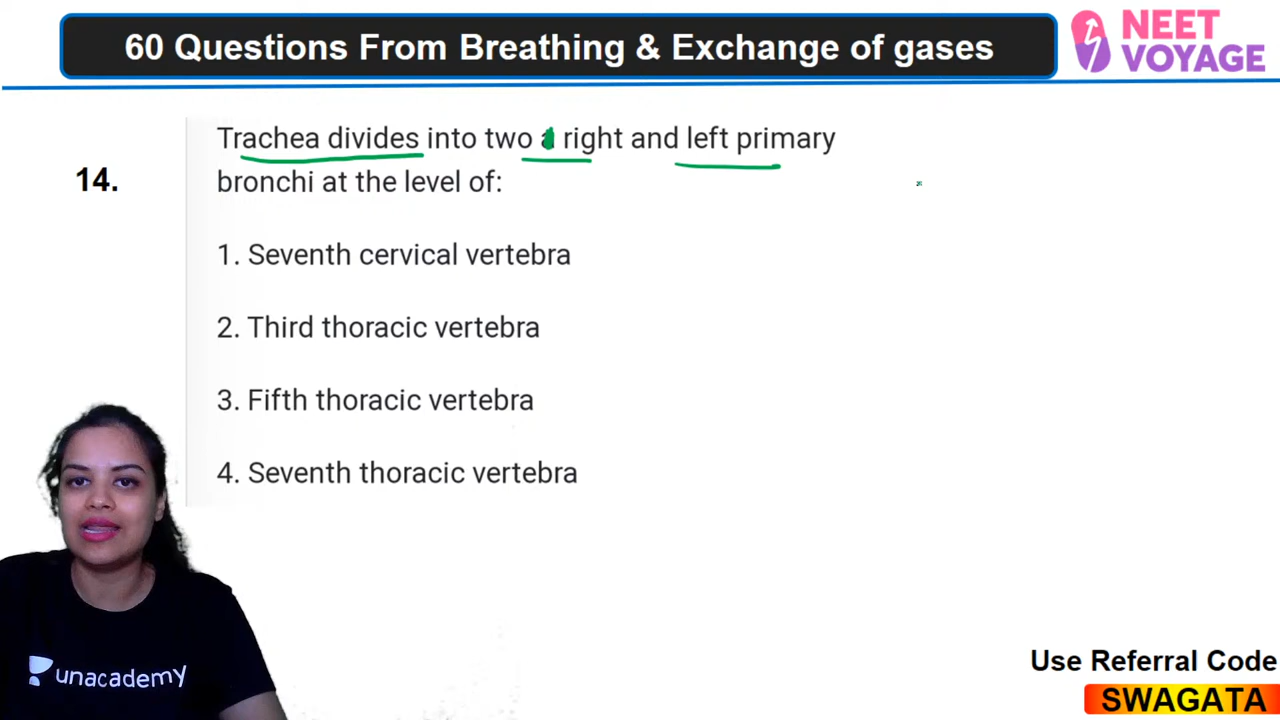 60 Questions From Breathing & Exchange of gases
NEET
VOYAGE
Trachea divides into two right and left primary
14.
bronchi at the level of:
1. Seventh cervical vertebra
2. Third thoracic vertebra
3. Fifth thoracic vertebra
4. Seventh thoracic vertebra
unacademy
Use Referral Code
SWAGATA